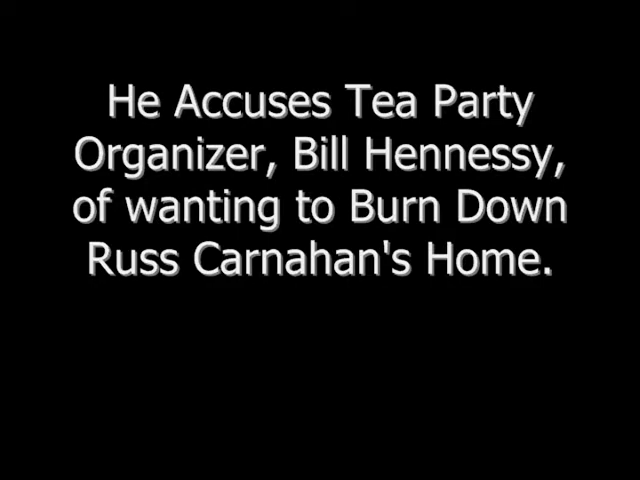 He Accuses Tea Party
Organizer, Bill Hennessy,
of wanting to Burn Down
Russ Carnahan's Home.